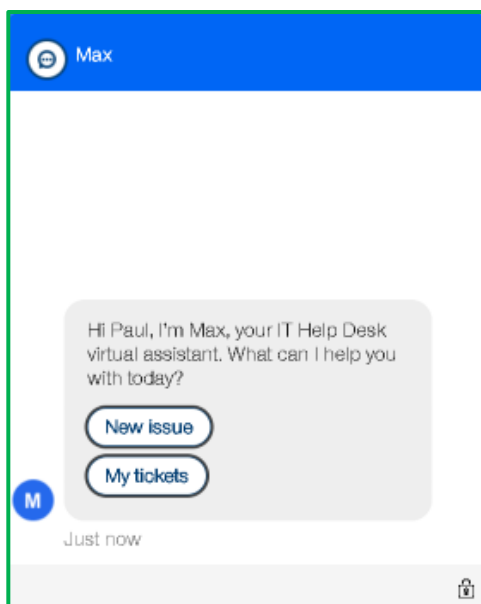 Max
Hi Paul, I'm Max, your IT Help Desk
virtual assistant. What can I help you
with today?
New issue
My tickets
M
Just now